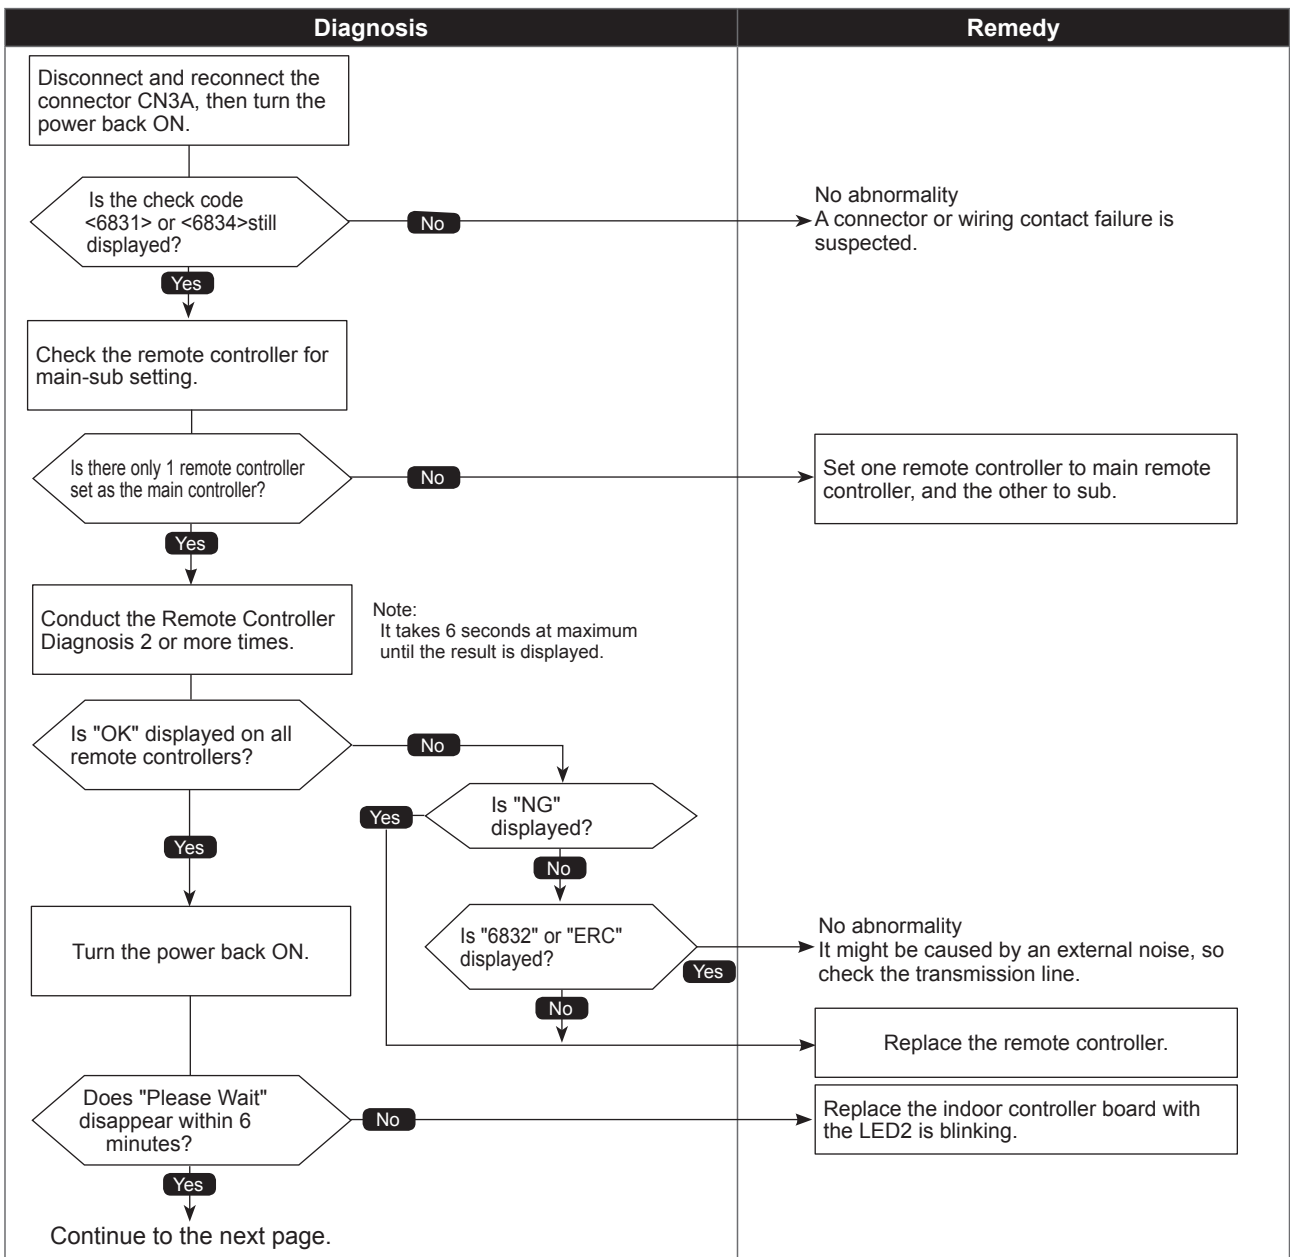 Diagnosis
Remedy
Disconnect and reconnect the
connector CN3A, then turn the
power back ON.
Is the check code
<6831> or <6834>still
displayed?
No
No abnormality
A connector or wiring contact failure is
suspected.
Yes
Check the remote controller for
main-sub setting.
Is there only 1 remote controller
set as the main controller?
No
Set one remote controller to main remote
controller, and the other to sub.
Yes
Conduct the Remote Controller
Diagnosis 2 or more times.
Note:
It takes 6 seconds at maximum
until the result is displayed.
Is "OK" displayed on all
remote controllers?
No
Is "NG"
displayed?
Yes
Yes
No
Turn the power back ON.
Is "6832" or "ERC"
displayed?
Yes
No abnormality
It might be caused by an external noise, so
check the transmission line.
No
Replace the remote controller.
Does "Please Wait"
disappear within 6
minutes?
No
Replace the indoor controller board with
the LED2 is blinking.
Yes
Continue to the next page.